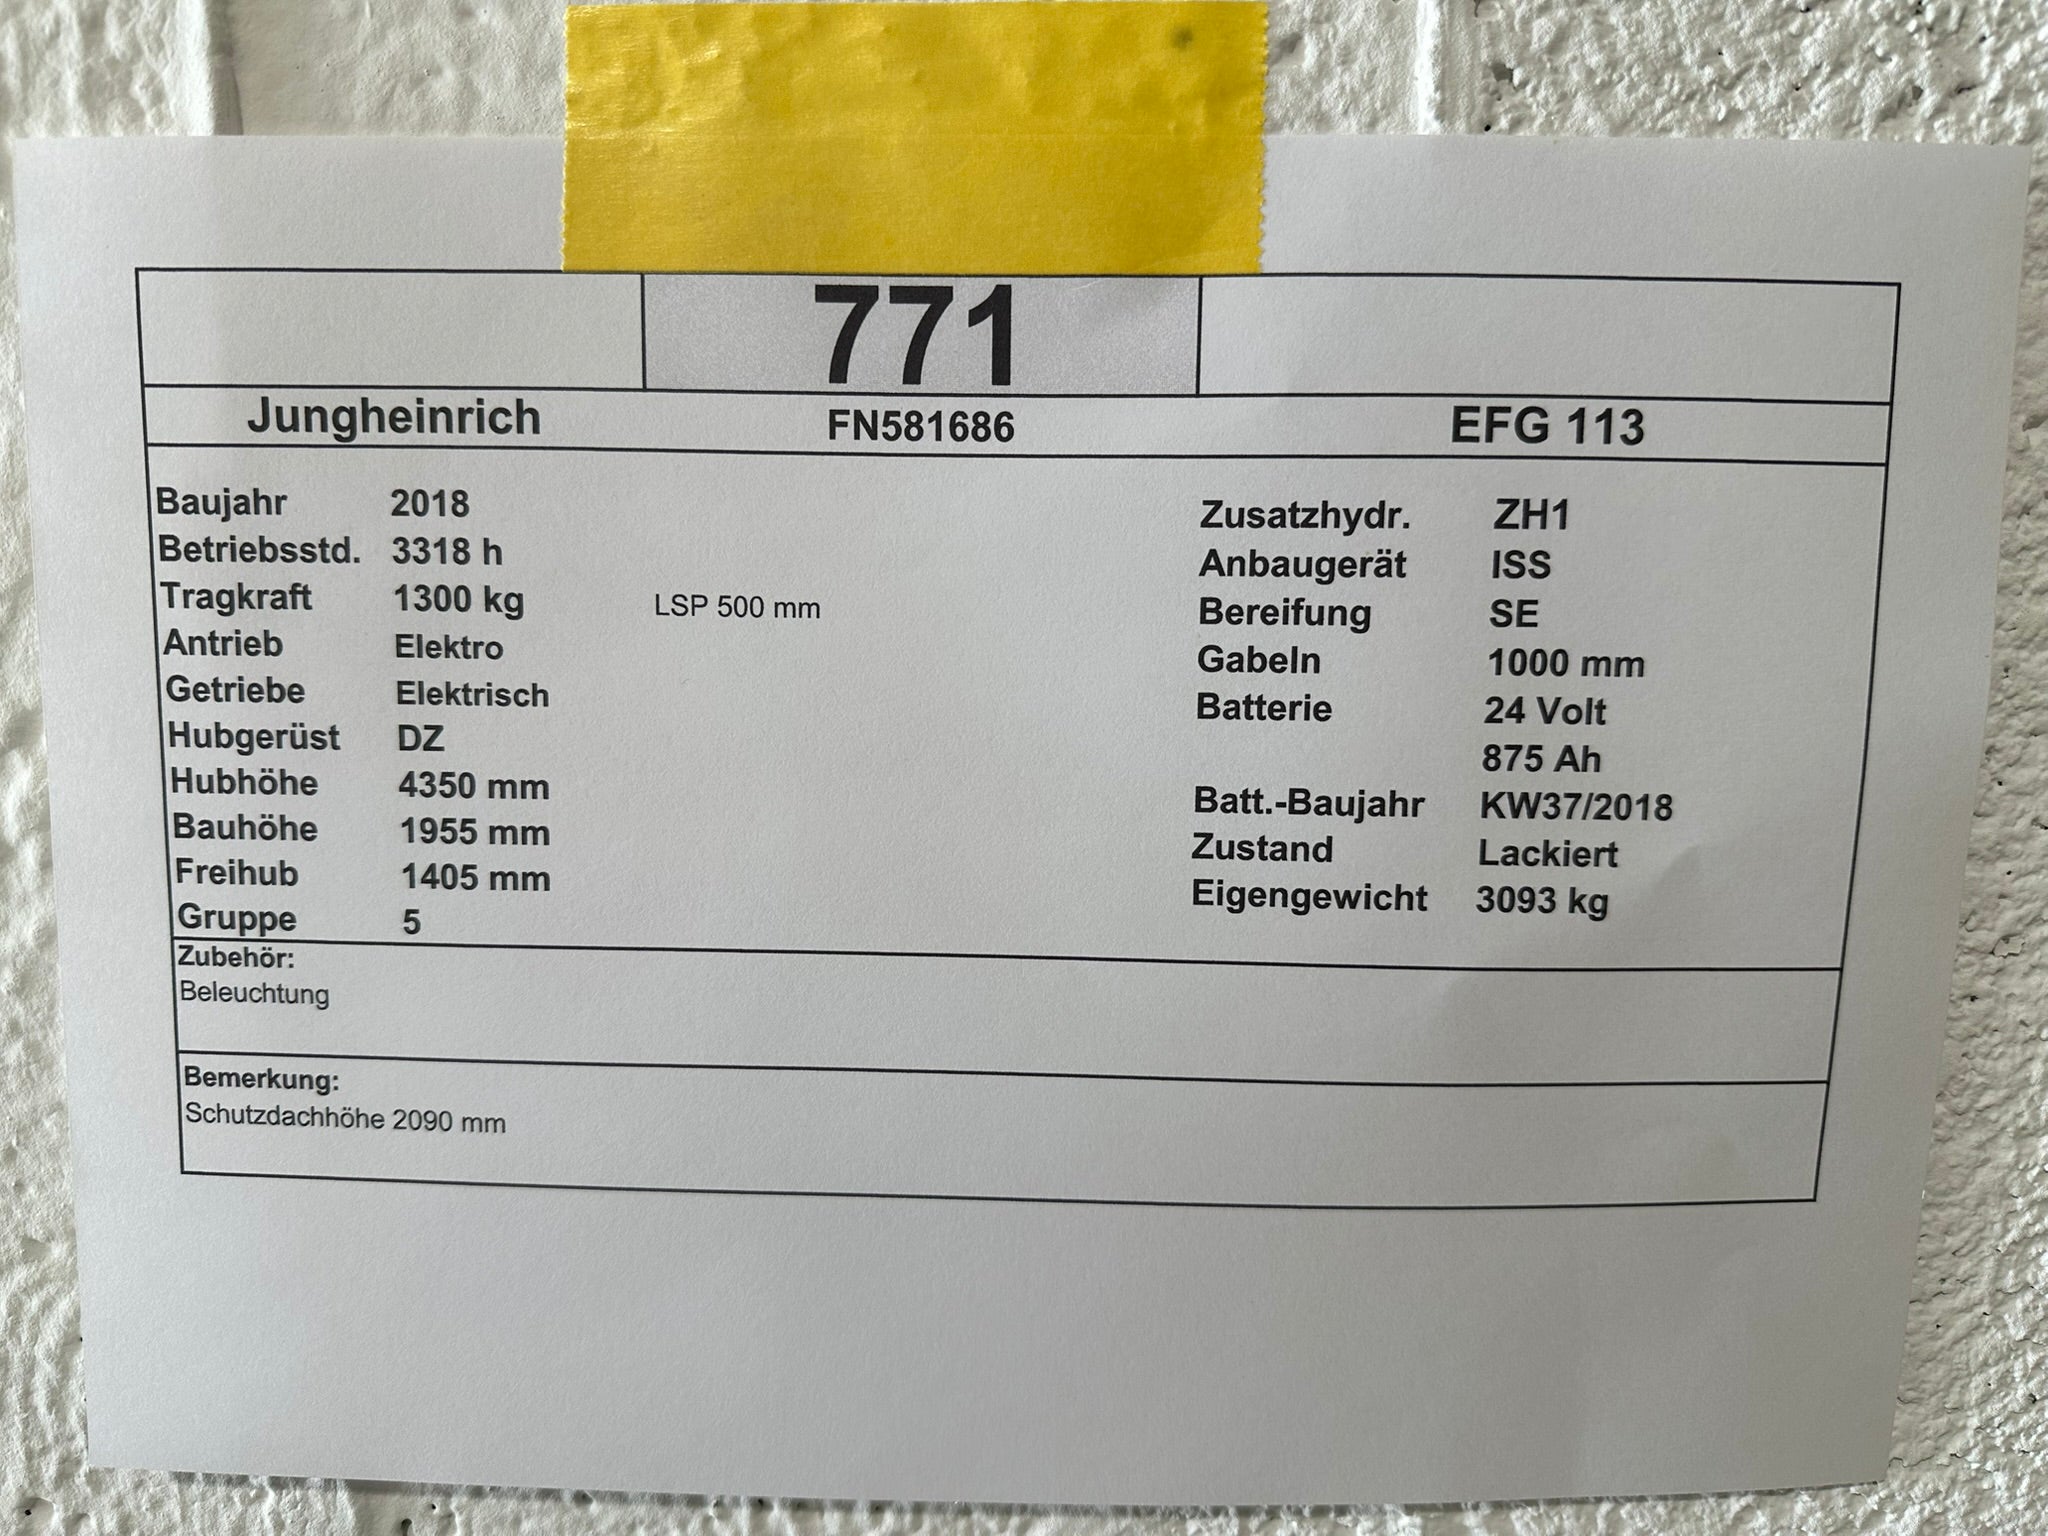 771
Jungheinrich FN581686 EFG 113
Baujahr 2018
Betriebsstd. 3318 h
Tragkraft 1300 kg LSP 500 mm
Antrieb Elektro
Getriebe Elektrisch
Hubgerüst DZ
Hubhöhe 4350 mm
Bauhöhe 1955 mm
Freihub 1405 mm
Gruppe 5
Zusatzhydr. ZH1
Anbaugerät ISS
Bereifung SE
Gabeln 1000 mm
Batterie 24 Volt
875 Ah
Batt.-Baujahr KW37/2018
Zustand Lackiert
Eigengewicht 3093 kg
Zubehör:
Beleuchtung
Bemerkung:
Schutzdachhöhe 2090 mm